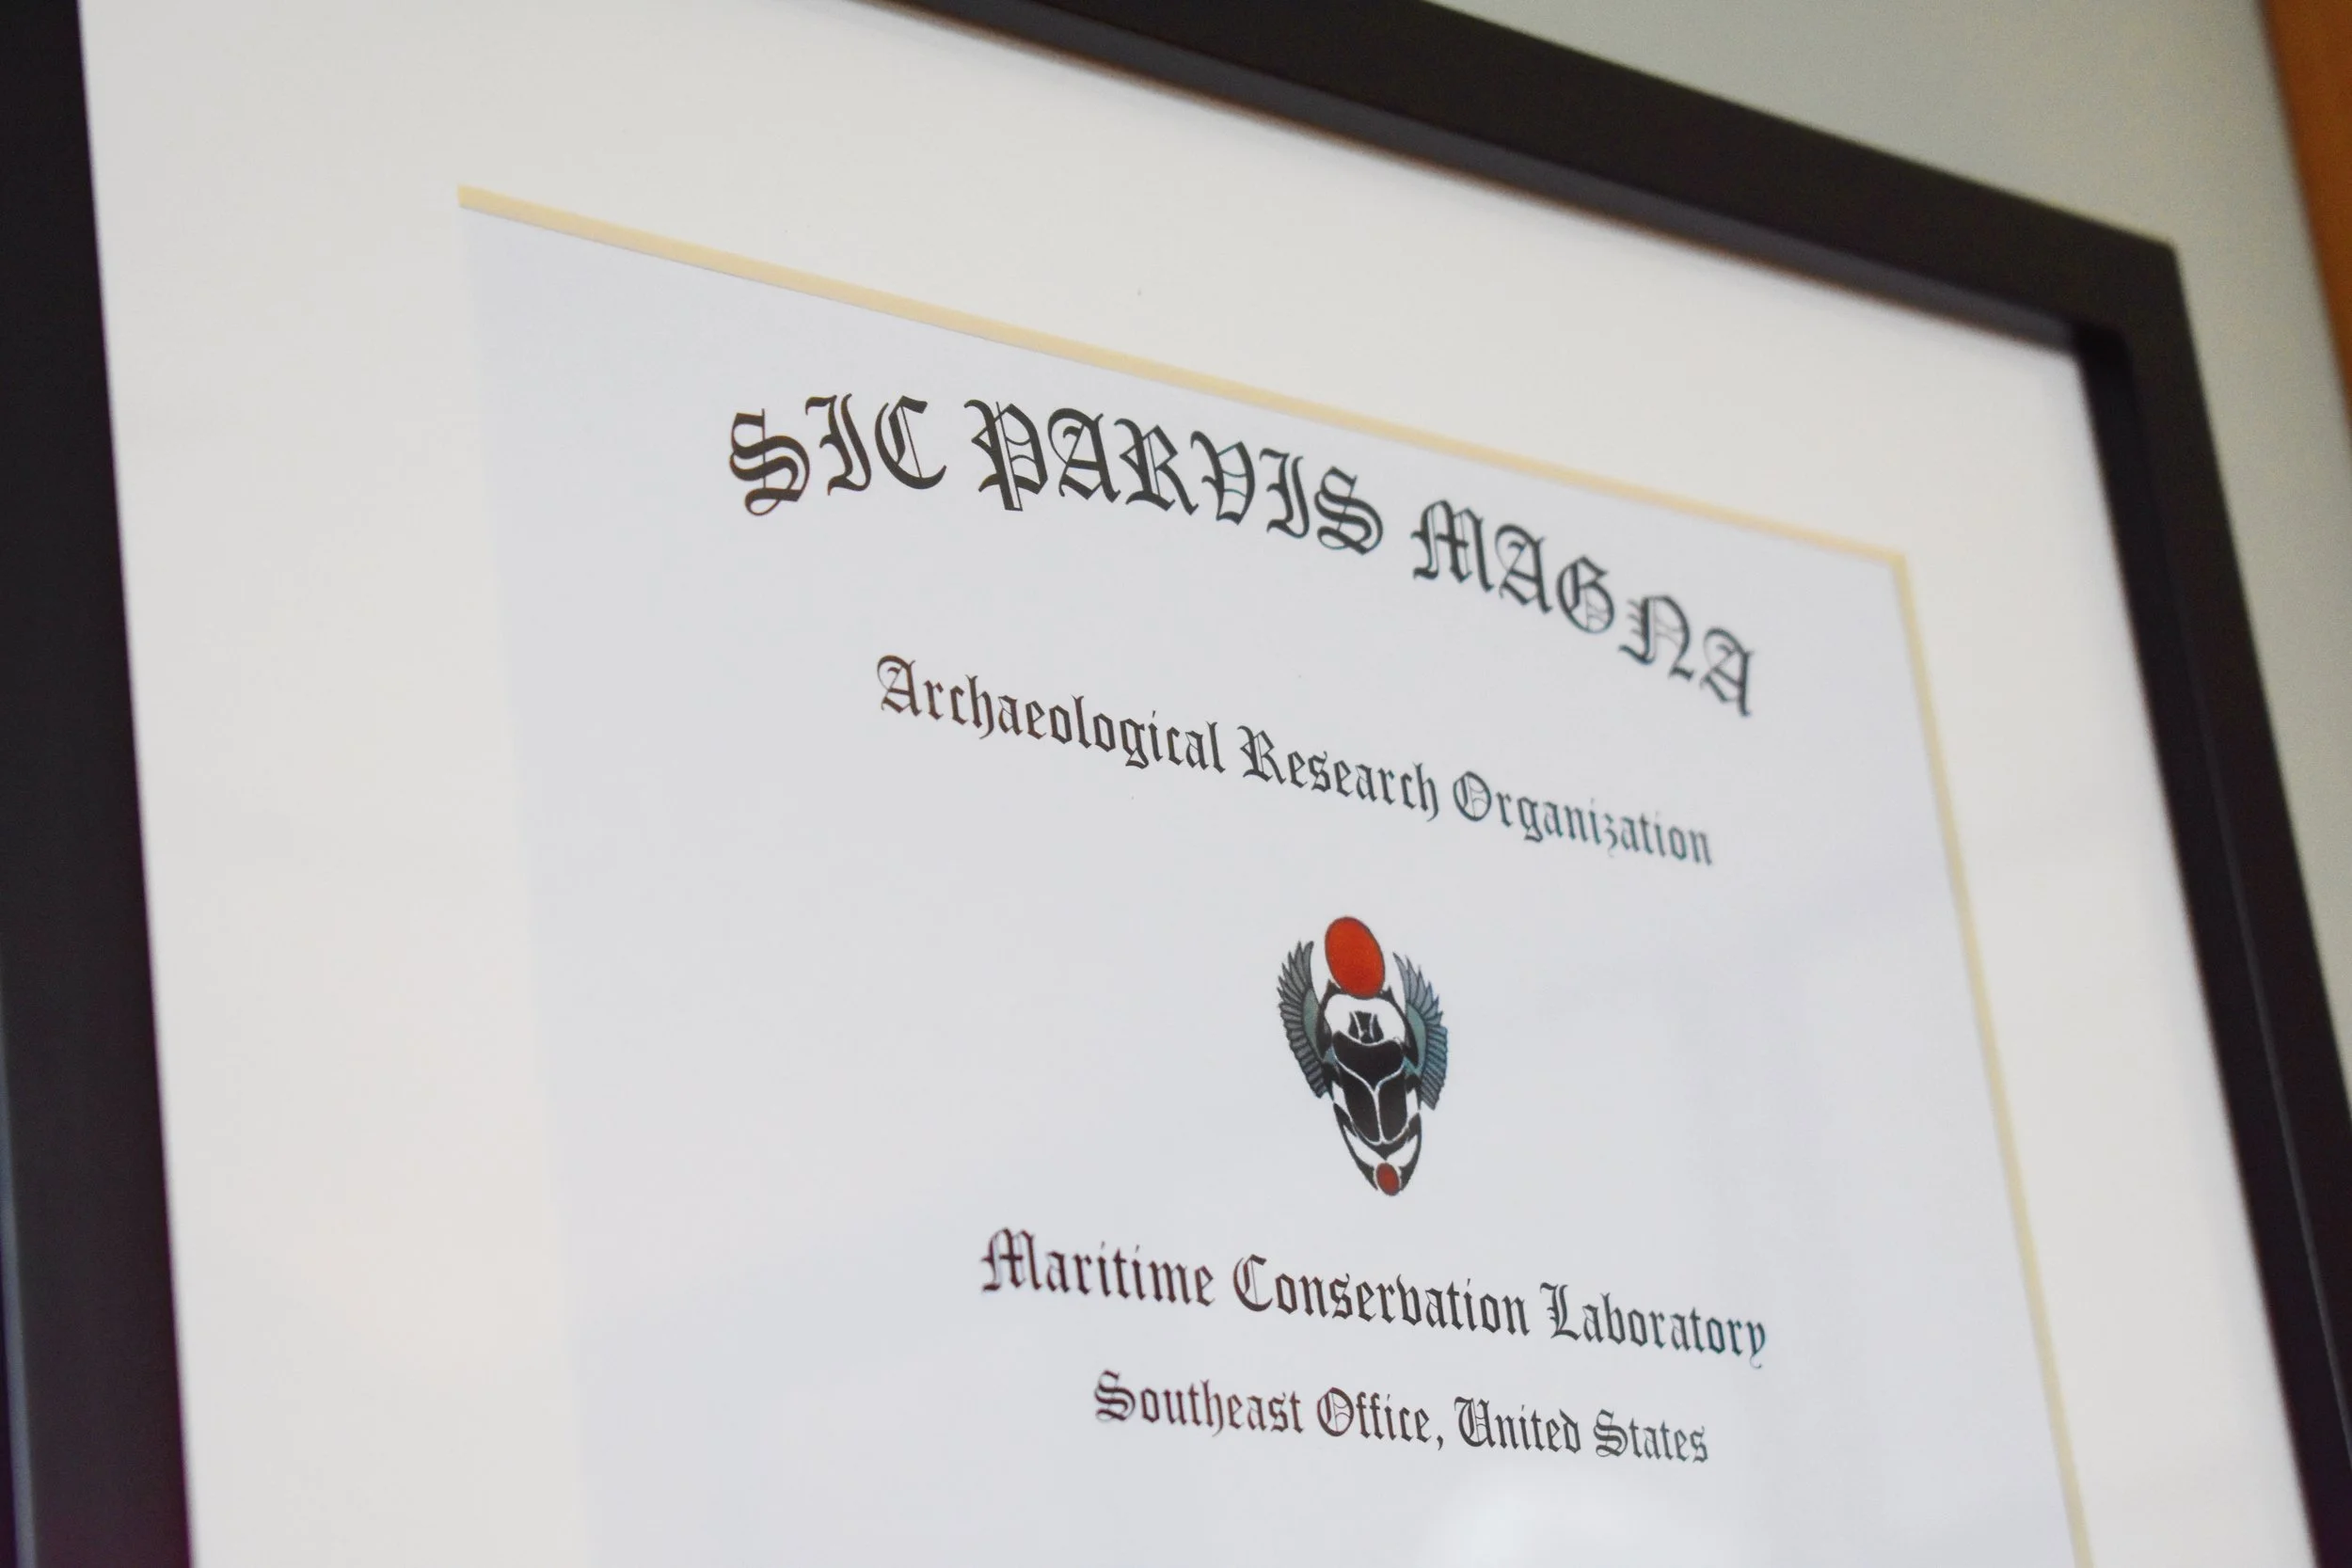 SIC PARVIS MAGNA
Archaeological Research Organization
Maritime Conservation Laboratory
Southeast Office, United States